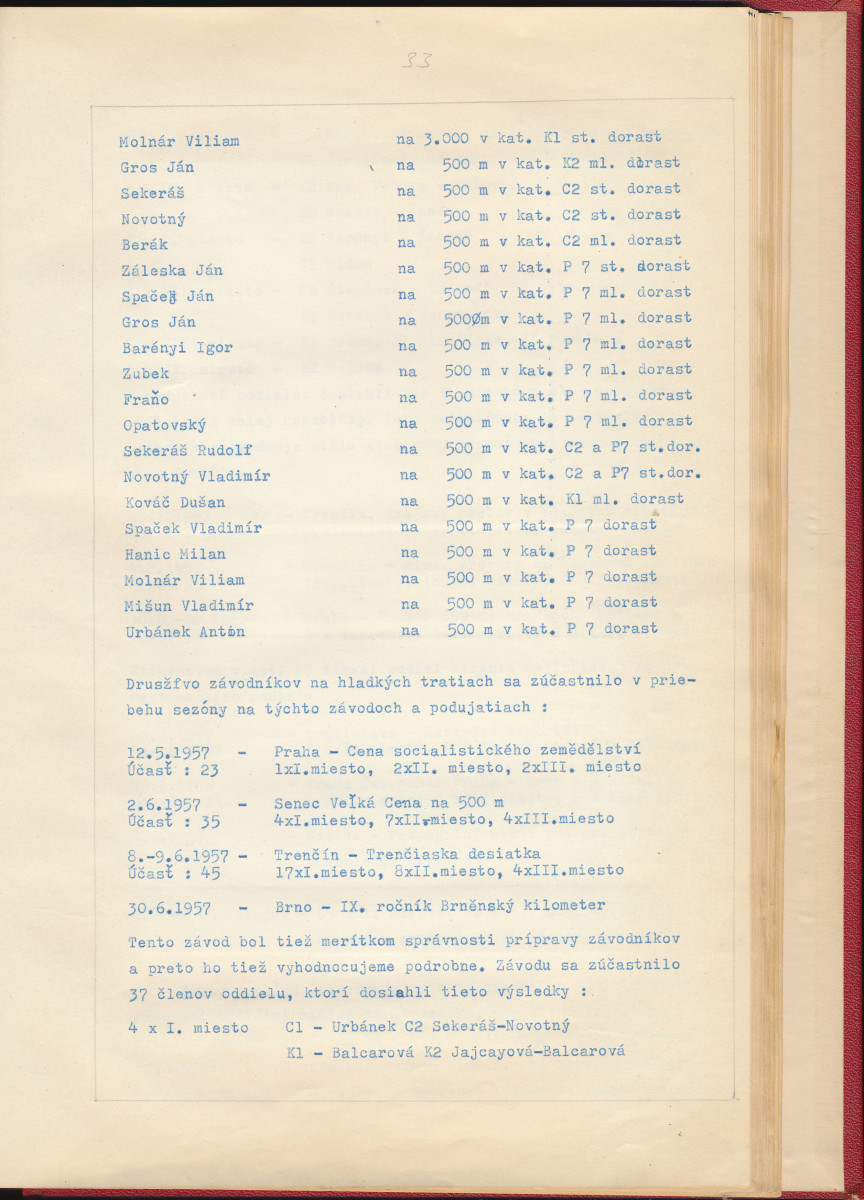 33
Molnár Viliam na 3.000 v kat. K1 st. dorast
Gros Ján na 500 m v kat. K2 ml. dorast
Sekeráš na 500 m v kat. C2 st. dorast
Novotný na 500 m v kat. C2 st. dorast
Berák na 500 m v kat. C2 ml. dorast
Záleska Ján na 500 m v kat. P 7 st. dorast
Spaček Ján na 500 m v kat. P 7 ml. dorast
Gros Ján na 500 m v kat. P 7 ml. dorast
Barényi Igor na 500 m v kat. P 7 ml. dorast
Zubek na 500 m v kat. P 7 ml. dorast
Fraňo na 500 m v kat. P 7 ml. dorast
Opatovský na 500 m v kat. P 7 ml. dorast
Sekeráš Rudolf na 500 m v kat. C2 a P7 st.dor.
Novotný Vladimír na 500 m v kat. C2 a P7 st.dor.
Kováč Dušan na 500 m v kat. K1 ml. dorast
Spaček Vladimír na 500 m v kat. P 7 dorast
Hanic Milan na 500 m v kat. P 7 dorast
Molnár Viliam na 500 m v kat. P 7 dorast
Mišun Vladimír na 500 m v kat. P 7 dorast
Urbánek Anton na 500 m v kat. P 7 dorast
Drusžfvo závodníkov na hladkých tratiach sa zúčastnilo v prie-
behu sezóny na týchto závodoch a podujatiach :
12.5.1957 - Praha - Cena socialistického zemědělství
Účasť : 23 1xI.miesto, 2xII. miesto, 2xIII. miesto
2.6.1957 - Senec Veľká Cena na 500 m
Účasť : 35 4xI.miesto, 7xII.miesto, 4xIII.miesto
8.-9.6.1957 - Trenčín - Trenčiaska desiatka
Účasť : 45 17xI.miesto, 8xII.miesto, 4xIII.miesto
30.6.1957 - Brno - IX. ročník Brněnský kilometer
Tento závod bol tiež merítkom správnosti prípravy závodníkov
a preto ho tiež vyhodnocujeme podrobne. Závodu sa zúčastnilo
37 členov oddielu, ktorí dosiahli tieto výsledky :
4 x I. miesto C1 - Urbánek C2 Sekeráš-Novotný
K1 - Balcarová K2 Jajcayová-Balcarová